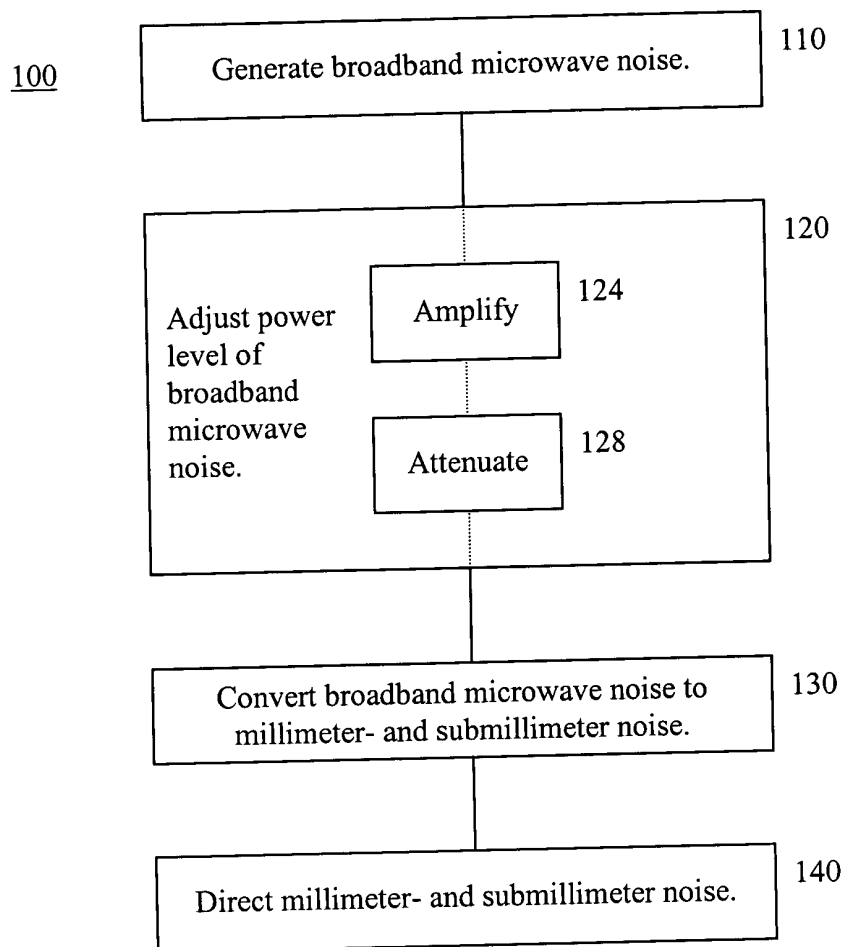 110
Generate broadband microwave noise.
100
120
124
Amplify
Adjust power
level of
broadband
microwave
noise.
128
Attenuate
130
Convert broadband microwave noise to
millimeter- and submillimeter noise.
140
Direct millimeter- and submillimeter noise.